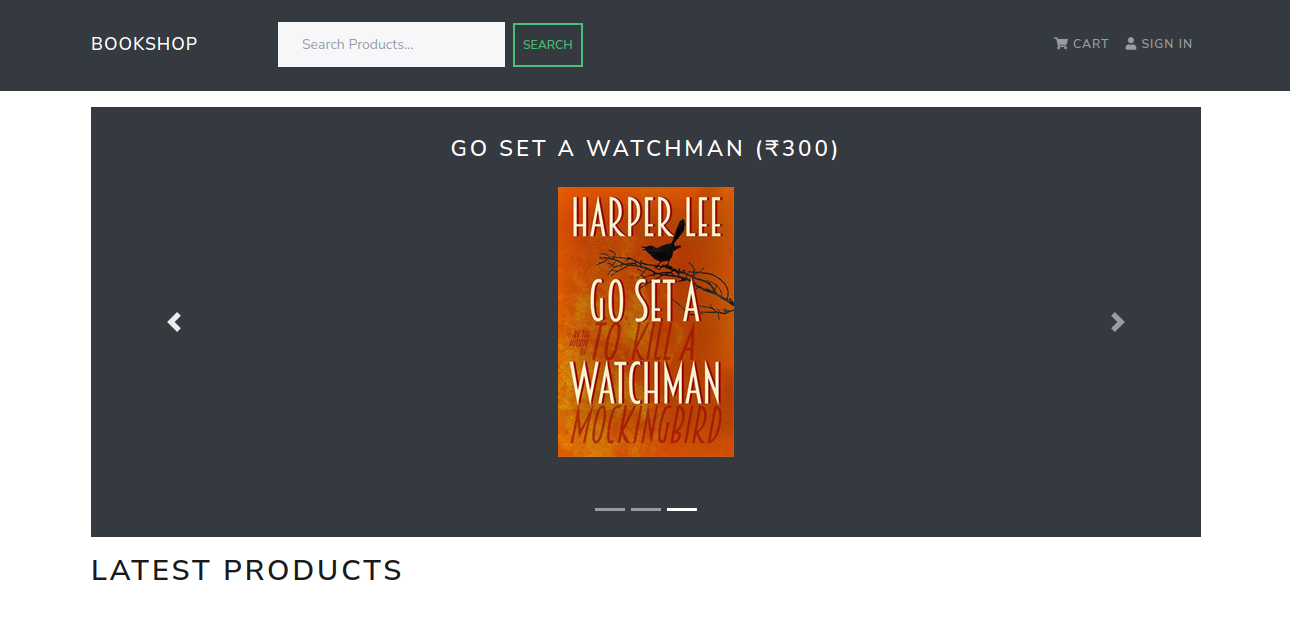 BOOKSHOP
Search Products...
SEARCH
CART
SIGN IN
GO SET A WATCHMAN (₹300)
HARPER LEE
GO SET A
BY THE
AUTHOR
OF
TO KILL A
WATCHMAN
MOCKINGBIRD
LATEST PRODUCTS